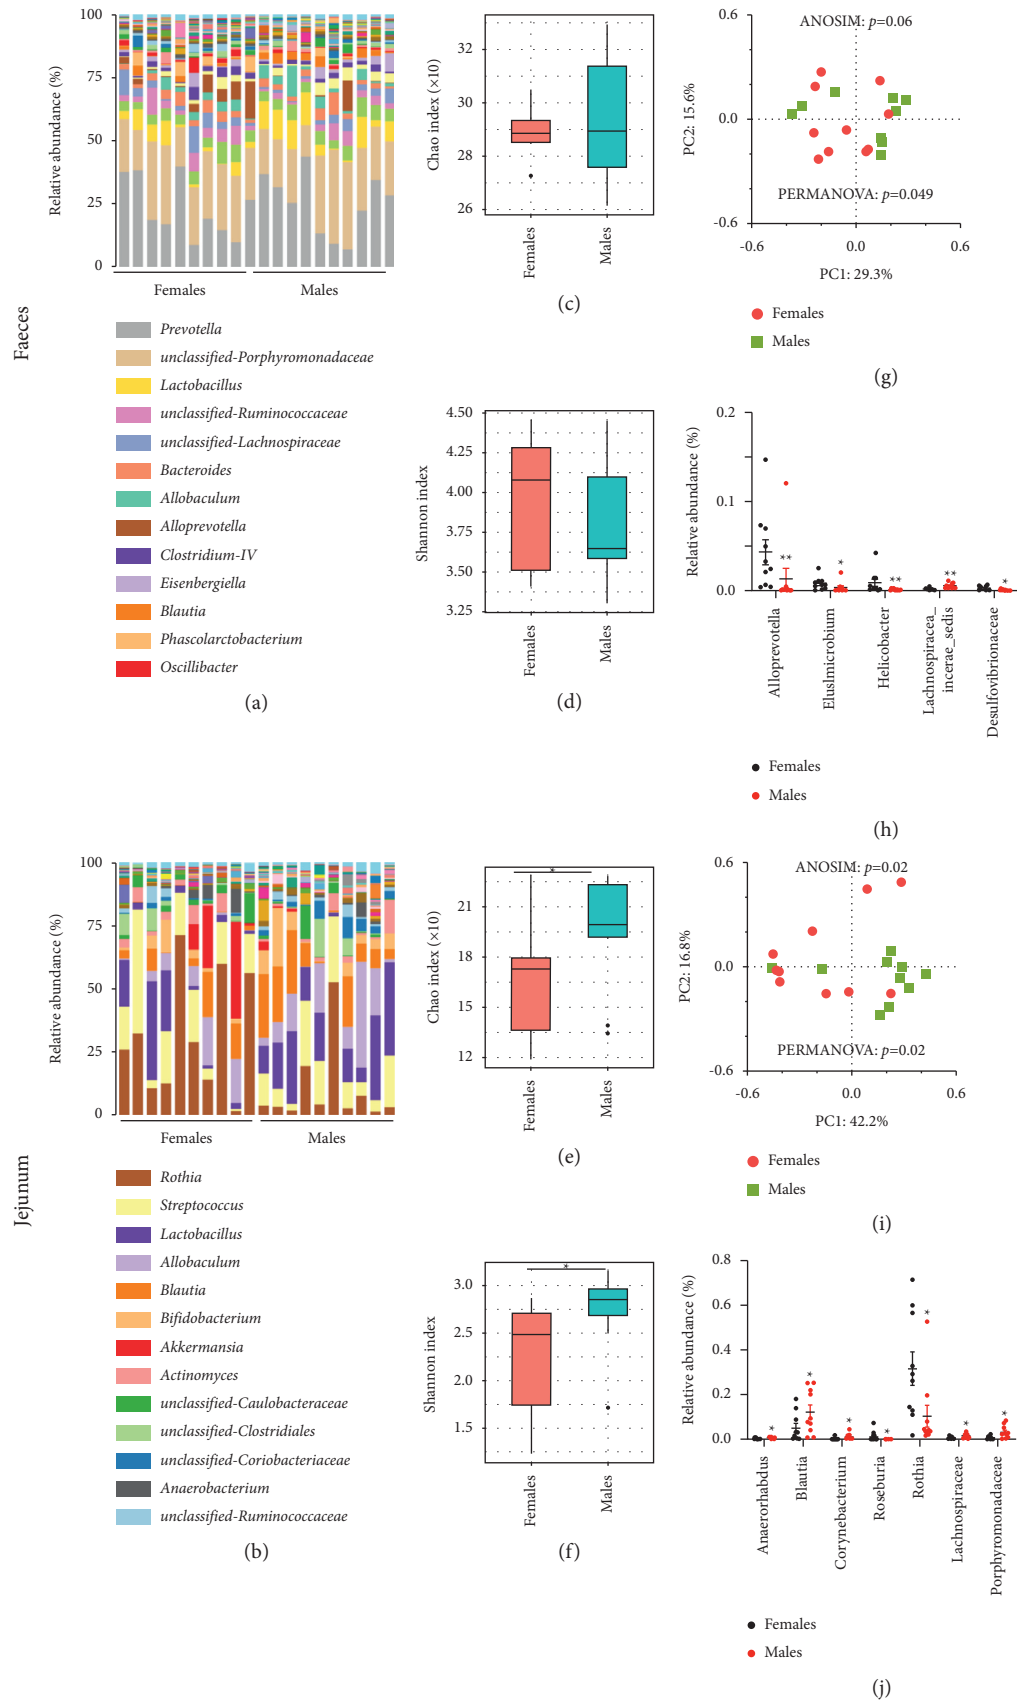 Faeces
Relative abundance (%)
100
75
50
25
0
Females
Males
Prevotella
unclassified-Porphyromonadaceae
Lactobacillus
unclassified-Ruminococcaceae
unclassified-Lachnospiraceae
Bacteroides
Allobaculum
Alloprevotella
Clostridium-IV
Eisenbergiella
Blautia
Phascolarctobacterium
Oscillibacter
(a)
Chao index (×10)
32
30
28
26
Females
Males
(c)
Shannon index
4.50
4.25
4.00
3.75
3.50
3.25
Females
Males
(d)
0.6
ANOSIM: p=0.06
PC2: 15.6%
0.0
PERMANOVA: p=0.049
-0.6
-0.6
0.0
0.6
PC1: 29.3%
Females
Males
(g)
Relative abundance (%)
0.2
0.1
0.0
**
*
**
**
*
Alloprevotella
Elusimicrobium
Helicobacter
Lachnospiracea_
incerae_sedis
Desulfovibrionaceae
Females
Males
(h)
Jejunum
Relative abundance (%)
100
75
50
25
0
Females
Males
Rothia
Streptococcus
Lactobacillus
Allobaculum
Blautia
Bifidobacterium
Akkermansia
Actinomyces
unclassified-Caulobacteraceae
unclassified-Clostridiales
unclassified-Coriobacteriaceae
Anaerobacterium
unclassified-Ruminococcaceae
(b)
Chao index (×10)
21
18
15
12
*
Females
Males
(e)
Shannon index
3.0
2.5
2.0
1.5
*
Females
Males
(f)
0.6
ANOSIM: p=0.02
PC2: 16.8%
0.0
PERMANOVA: p=0.02
-0.6
-0.6
0.0
0.6
PC1: 42.2%
Females
Males
(i)
Relative abundance (%)
0.8
0.6
0.4
0.2
0.0
*
*
*
*
*
*
*
Anaerorhabdus
Blautia
Corynebacterium
Roseburia
Rothia
Lachnospiraceae
Porphyromonadaceae
Females
Males
(j)